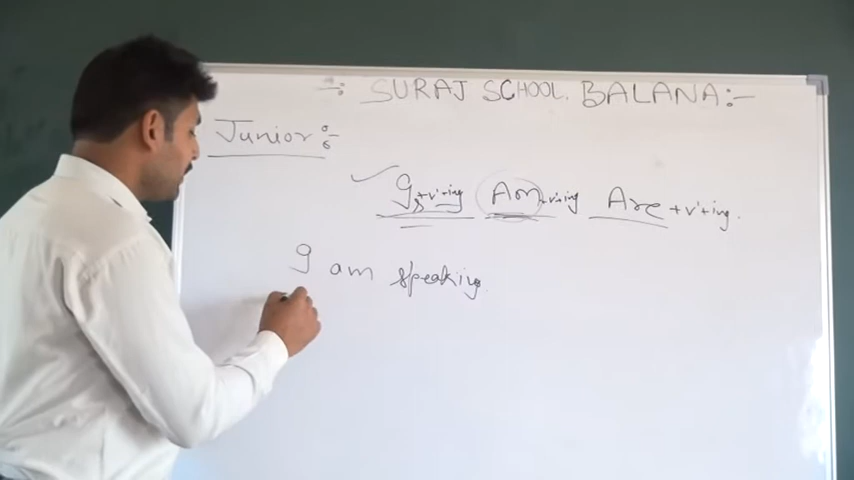 -: SURAJ SCHOOL. BALANA:-
Junior:-
✓ Is+v'+ing Am+v'+ing Are+v'+ing.
I am speaking.